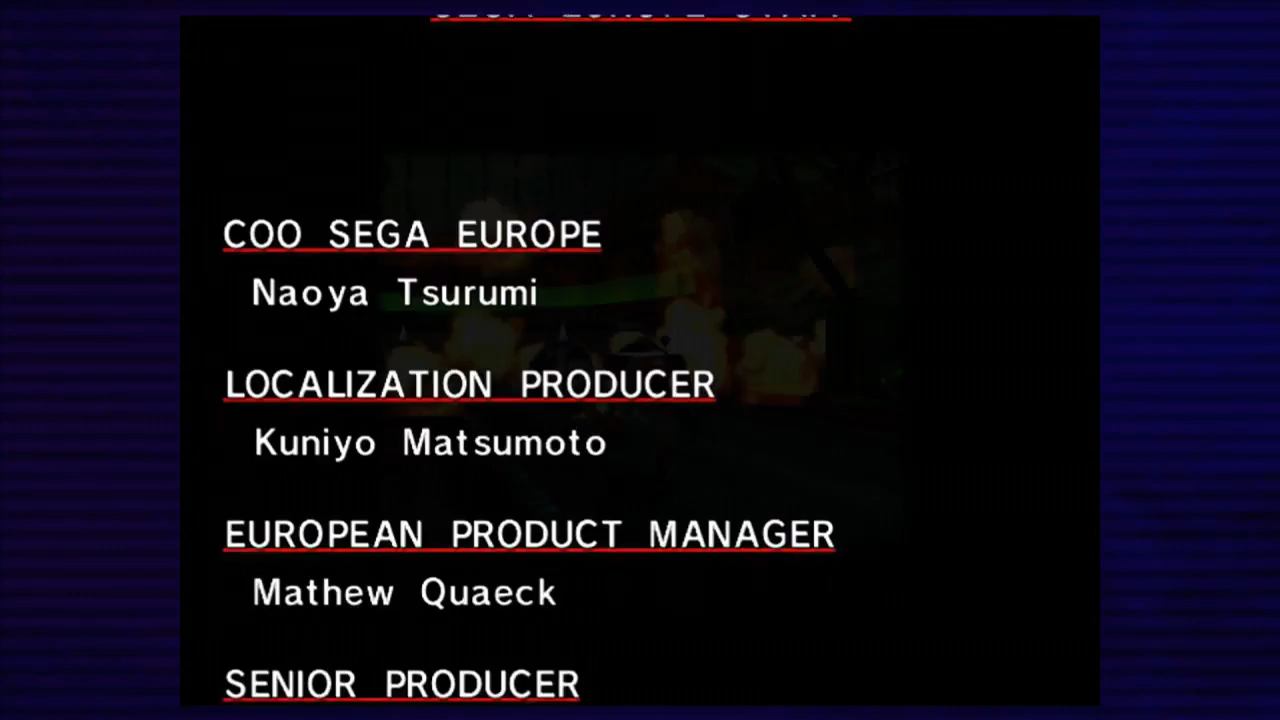 COO SEGA EUROPE
Naoya Tsurumi
LOCALIZATION PRODUCER
Kuniyo Matsumoto
EUROPEAN PRODUCT MANAGER
Mathew Quaeck
SENIOR PRODUCER